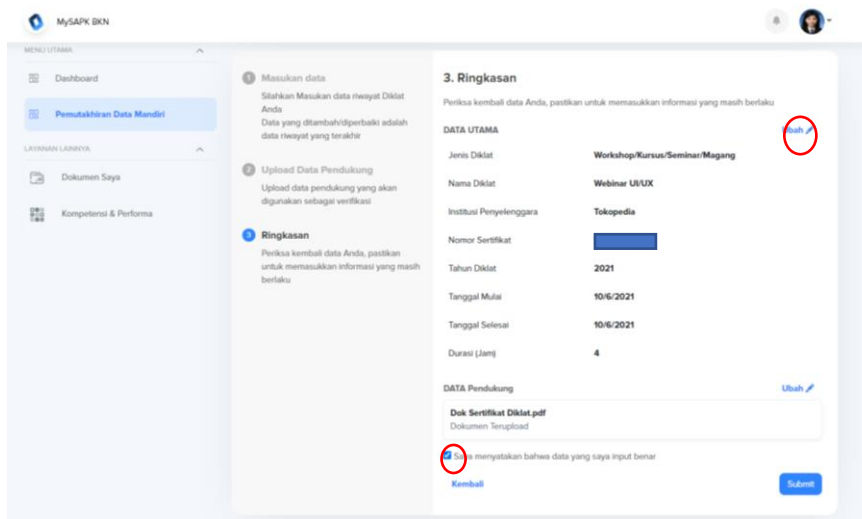 MySAPK BKN
MENU UTAMA
Dashboard
Pemutakhiran Data Mandiri
LAYANAN LAINNYA
Dokumen Saya
Kompetensi & Performa
1 Masukan data
Silahkan Masukan data riwayat Diklat
Anda
Data yang ditambah/diperbaiki adalah
data riwayat yang terakhir
2 Upload Data Pendukung
Upload data pendukung yang akan
digunakan sebagai verifikasi
3 Ringkasan
Periksa kembali data Anda, pastikan
untuk memasukkan informasi yang masih
berlaku
3. Ringkasan
Periksa kembali data Anda, pastikan untuk memasukkan informasi yang masih berlaku
DATA UTAMA Ubah
Jenis Diklat Workshop/Kursus/Seminar/Magang
Nama Diklat Webinar UI/UX
Institusi Penyelenggara Tokopedia
Nomor Sertifikat
Tahun Diklat 2021
Tanggal Mulai 10/6/2021
Tanggal Selesai 10/6/2021
Durasi (Jam) 4
DATA Pendukung Ubah
Dok Sertifikat Diklat.pdf
Dokumen Terupload
Saya menyatakan bahwa data yang saya input benar
Kembali Submit